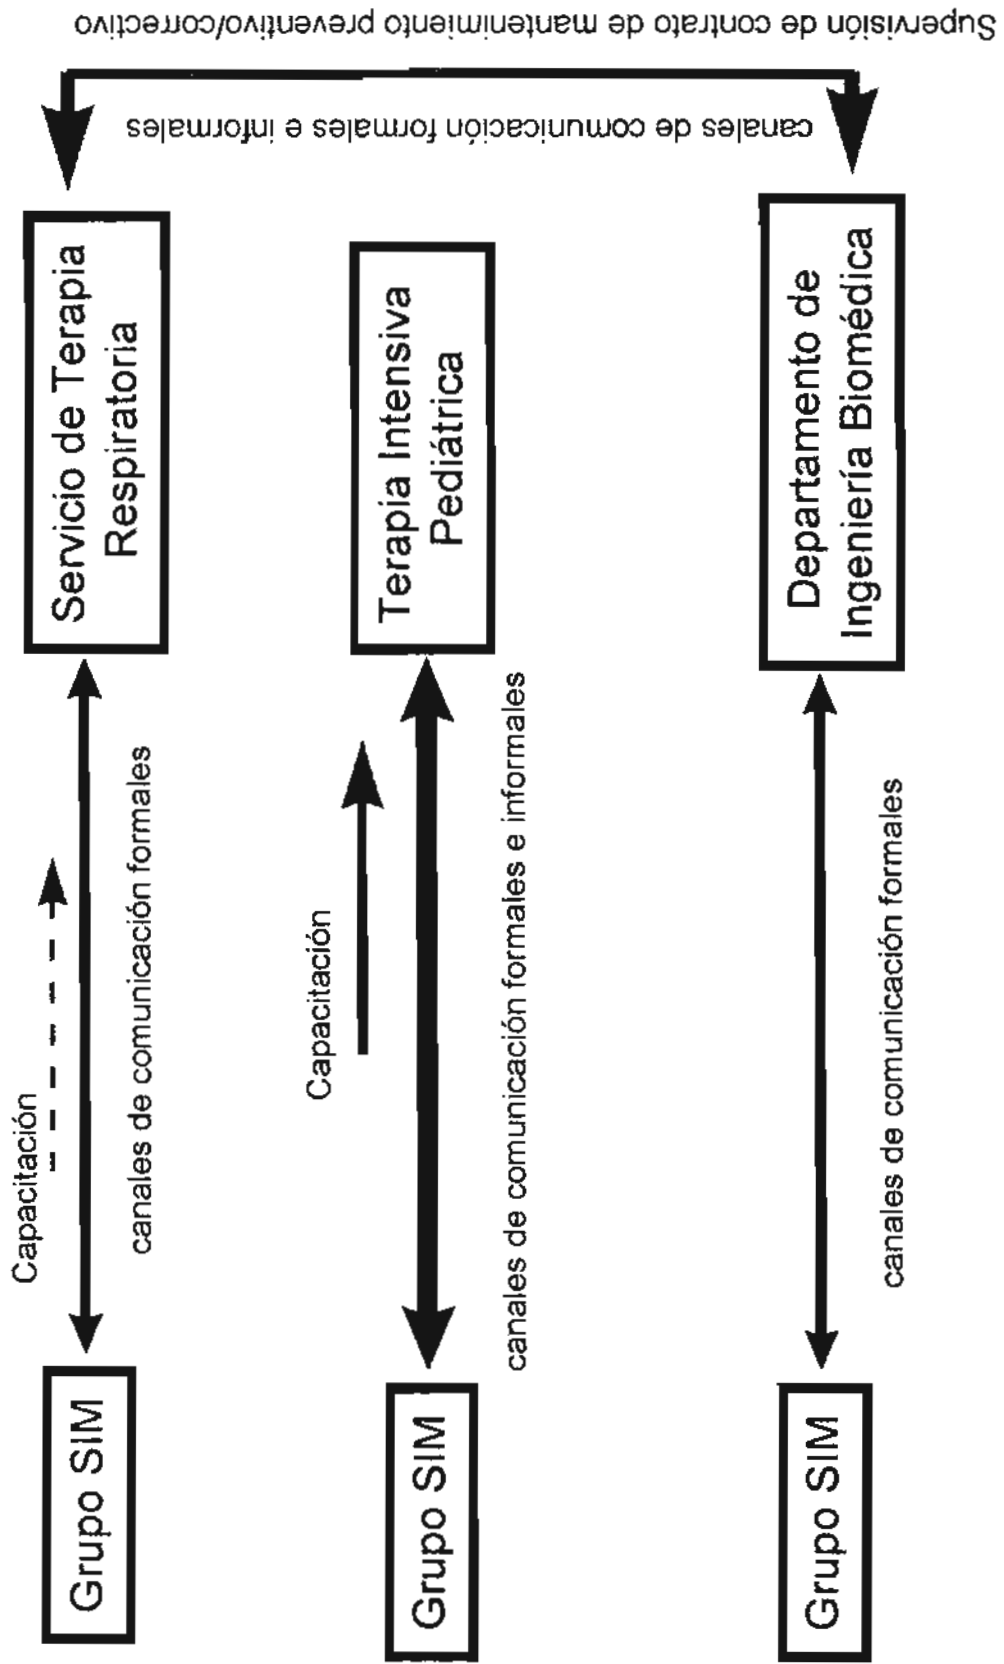 Capacitación
Grupo SIM
canales de comunicación formales
Servicio de Terapia
Respiratoria
Capacitación
Grupo SIM
canales de comunicación formales e informales
Terapia Intensiva
Pediátrica
Grupo SIM
canales de comunicación formales
Departamento de
Ingeniería Biomédica
canales de comunicación formales e informales
Supervisión de contrato de mantenimiento preventivo/correctivo